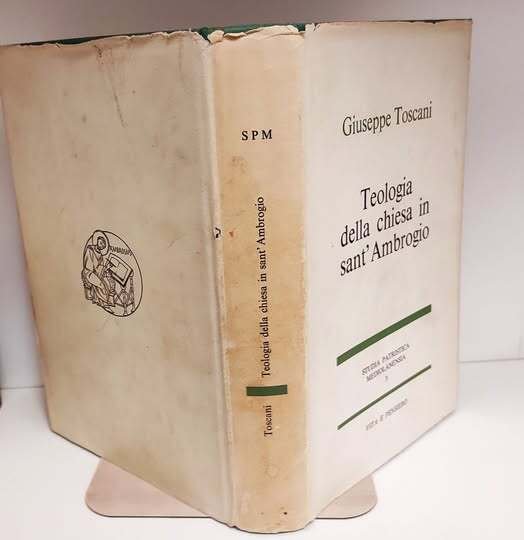 Giuseppe Toscani
Teologia
della chiesa in
sant'Ambrogio
STUDIA PATRISTICA
MEDIOLANENSIA
3
VITA E PENSIERO
SPM
Teologia della chiesa in sant'Ambrogio
Toscani